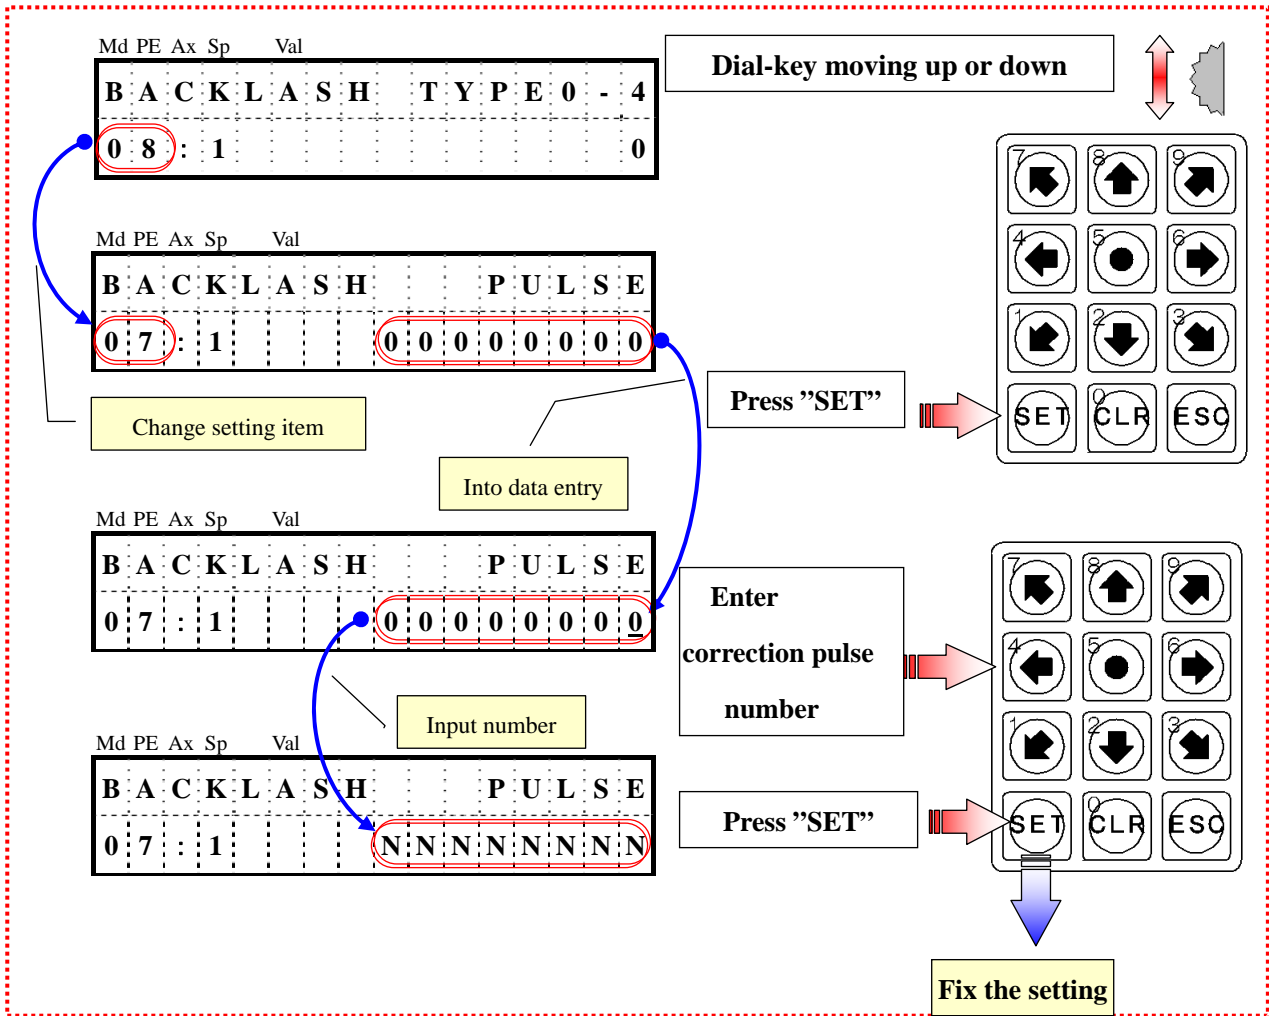 Md PE Ax Sp Val
BACKLASH TYPE0-4
08:1 0
Dial-key moving up or down
7 8 9
4 5 6
1 2 3
SET 0 CLR ESC
Md PE Ax Sp Val
BACKLASH PULSE
07:1 00000000
Change setting item
Into data entry
Press ”SET”
Md PE Ax Sp Val
BACKLASH PULSE
07:1 00000000
Input number
Enter
correction pulse
number
7 8 9
4 5 6
1 2 3
SET 0 CLR ESC
Md PE Ax Sp Val
BACKLASH PULSE
07:1 NNNNNNNN
Press ”SET”
Fix the setting